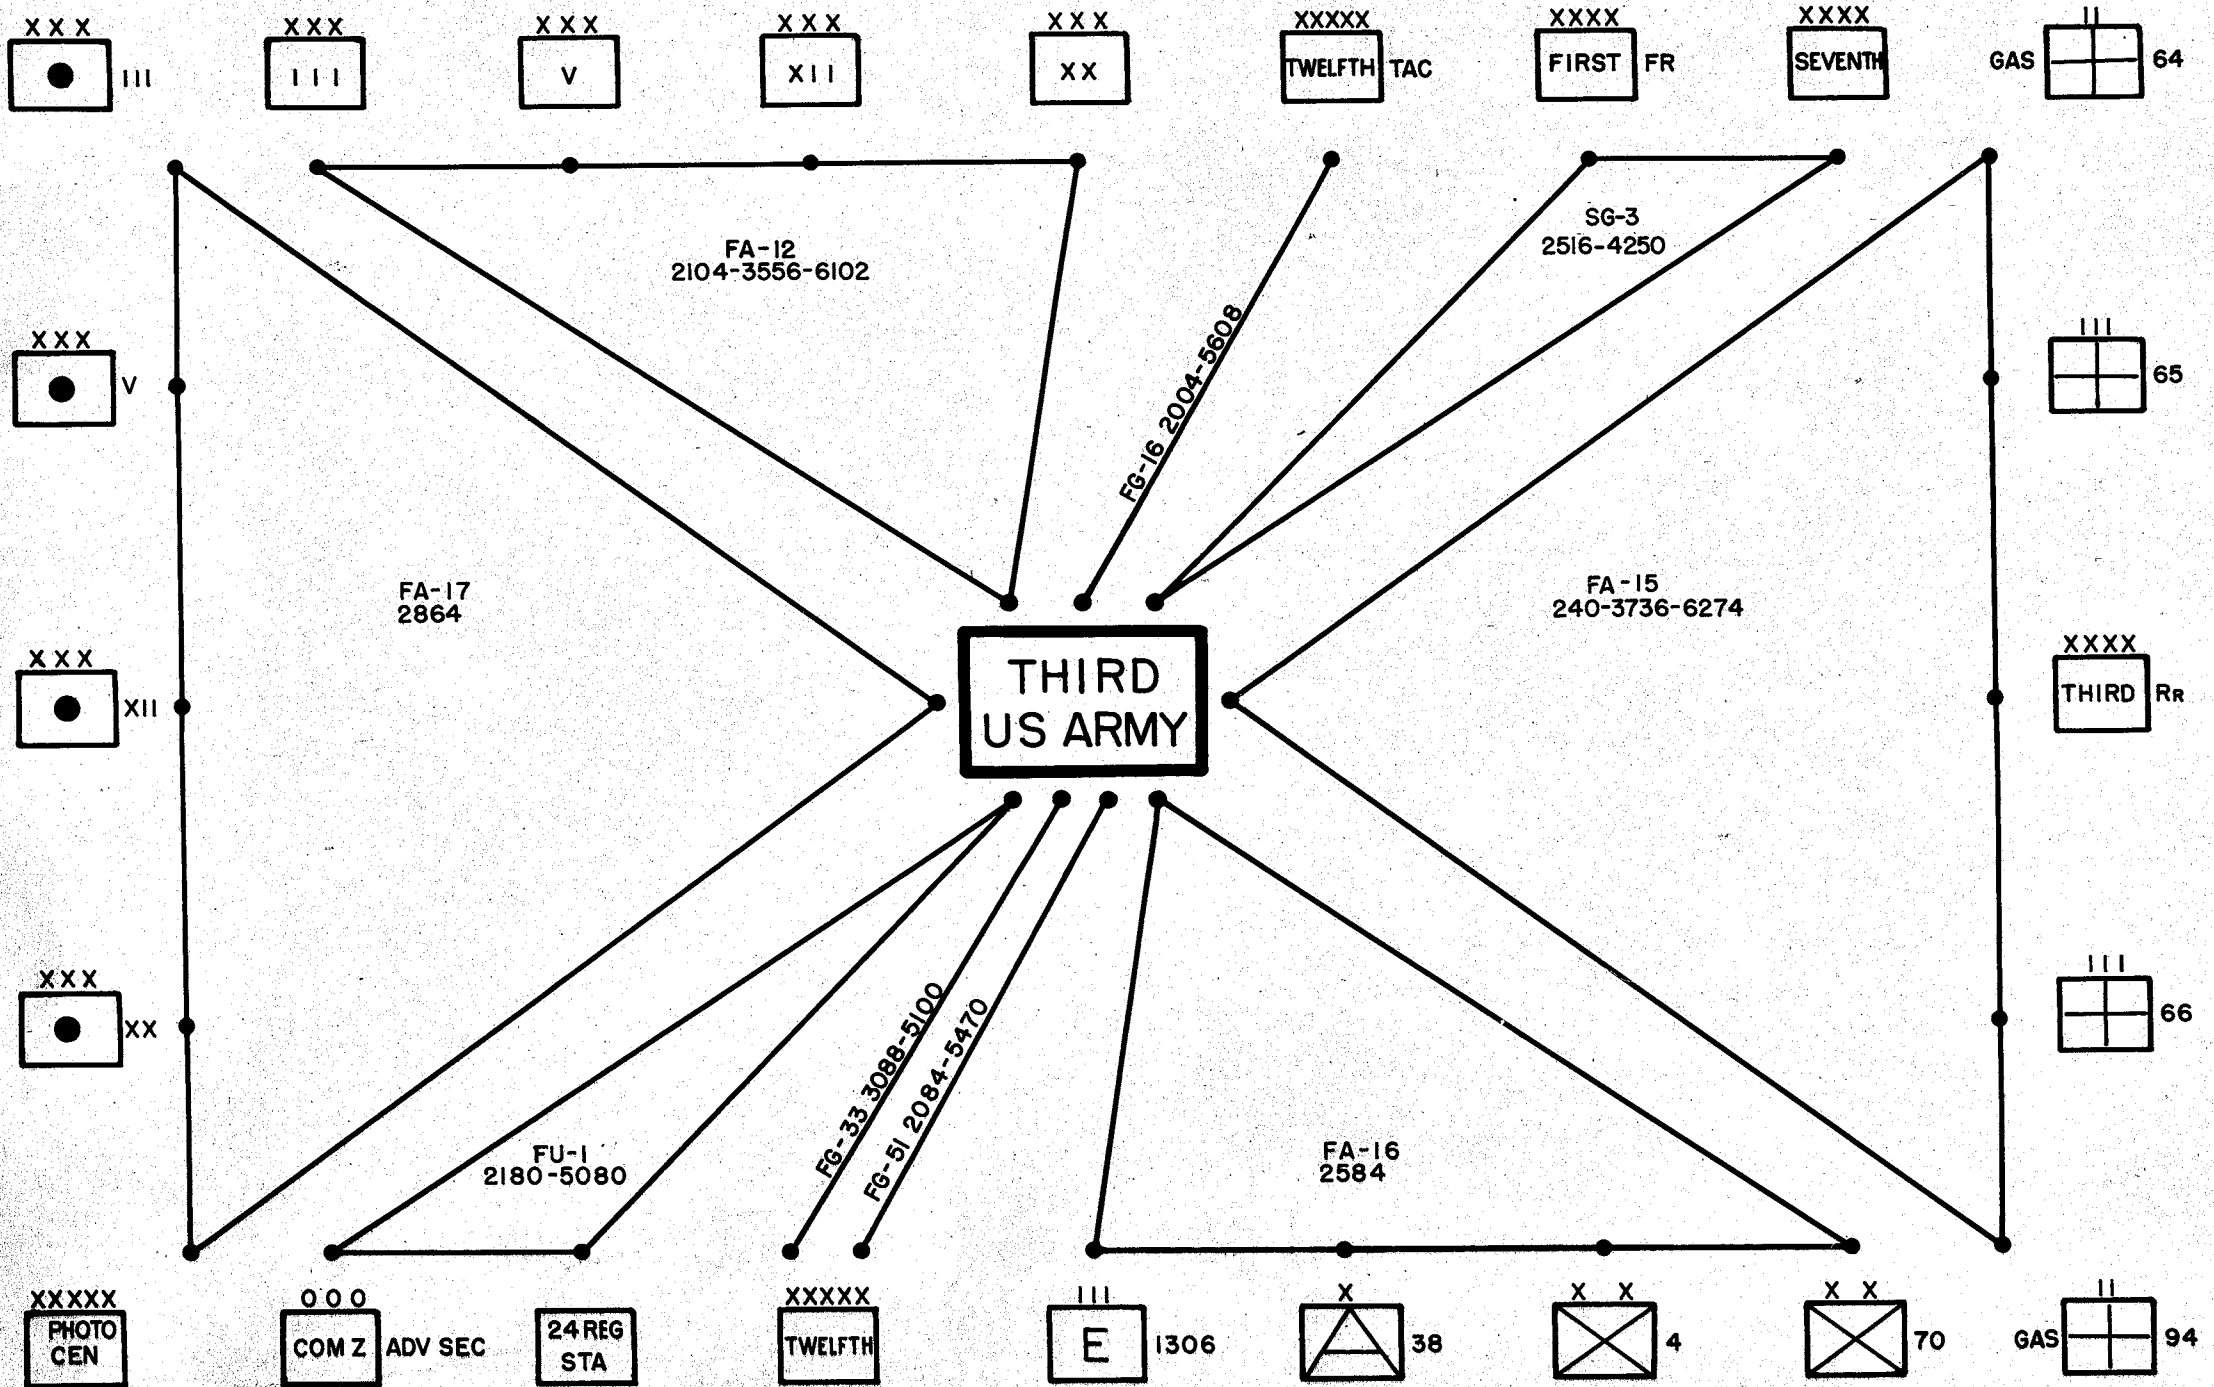 XXX
III
XXX
III
XXX
V
XXX
XII
XXX
XX
XXXXX
TWELFTH TAC
XXXX
FIRST FR
XXXX
SEVENTH
II
GAS 64
FA-12
2104-3556-6102
FG-16 2004-5608
SG-3
2516-4250
XXX
V
III
65
FA-17
2864
FA-15
240-3736-6274
THIRD
US ARMY
XXX
XII
XXXX
THIRD RR
XXX
XX
III
66
FU-1
2180-5080
FG-33 3088-5100
FG-51 2084-5470
FA-16
2584
XXXXX
PHOTO
CEN
OOO
COM Z ADV SEC
24 REG
STA
XXXXX
TWELFTH
III
E 1306
X
38
X X
4
X X
70
II
GAS 94